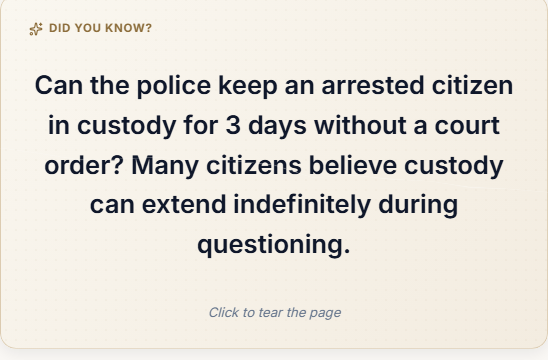 DID YOU KNOW?
Can the police keep an arrested citizen
in custody for 3 days without a court
order? Many citizens believe custody
can extend indefinitely during
questioning.
Click to tear the page